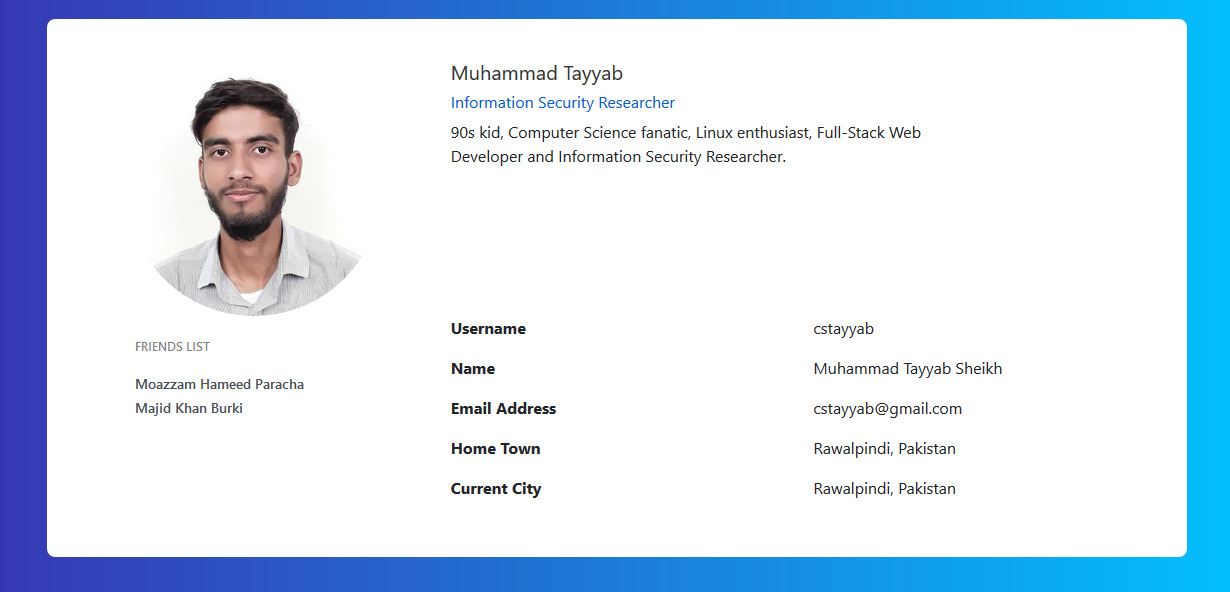 Muhammad Tayyab
Information Security Researcher
90s kid, Computer Science fanatic, Linux enthusiast, Full-Stack Web
Developer and Information Security Researcher.
FRIENDS LIST
Moazzam Hameed Paracha
Majid Khan Burki
Username cstayyab
Name Muhammad Tayyab Sheikh
Email Address cstayyab@gmail.com
Home Town Rawalpindi, Pakistan
Current City Rawalpindi, Pakistan